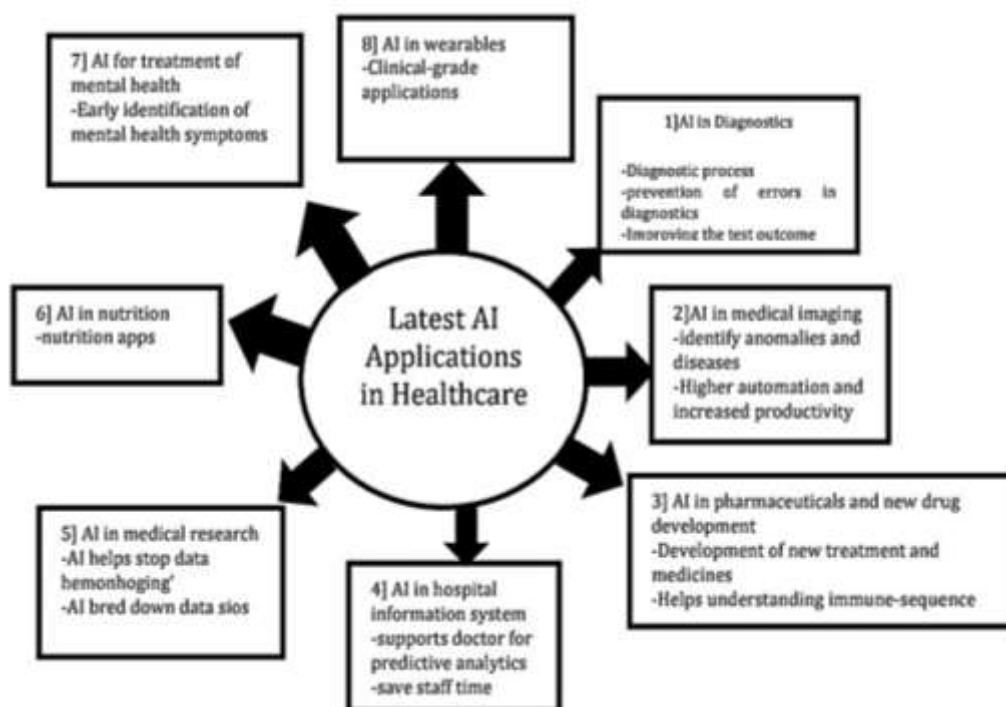 Latest AI
Applications
in Healthcare
1]AI in Diagnostics
-Diagnostic process
-prevention of errors in
diagnostics
-Improving the test outcome
2]AI in medical imaging
-identify anomalies and
diseases
-Higher automation and
increased productivity
3] AI in pharmaceuticals and new drug
development
-Development of new treatment and
medicines
-Helps understanding immune-sequence
4] AI in hospital
information system
-supports doctor for
predictive analytics
-save staff time
5] AI in medical research
-AI helps stop data
hemonhoging'
-AI bred down data sios
6] AI in nutrition
-nutrition apps
7] AI for treatment of
mental health
-Early identification of
mental health symptoms
8] AI in wearables
-Clinical-grade
applications